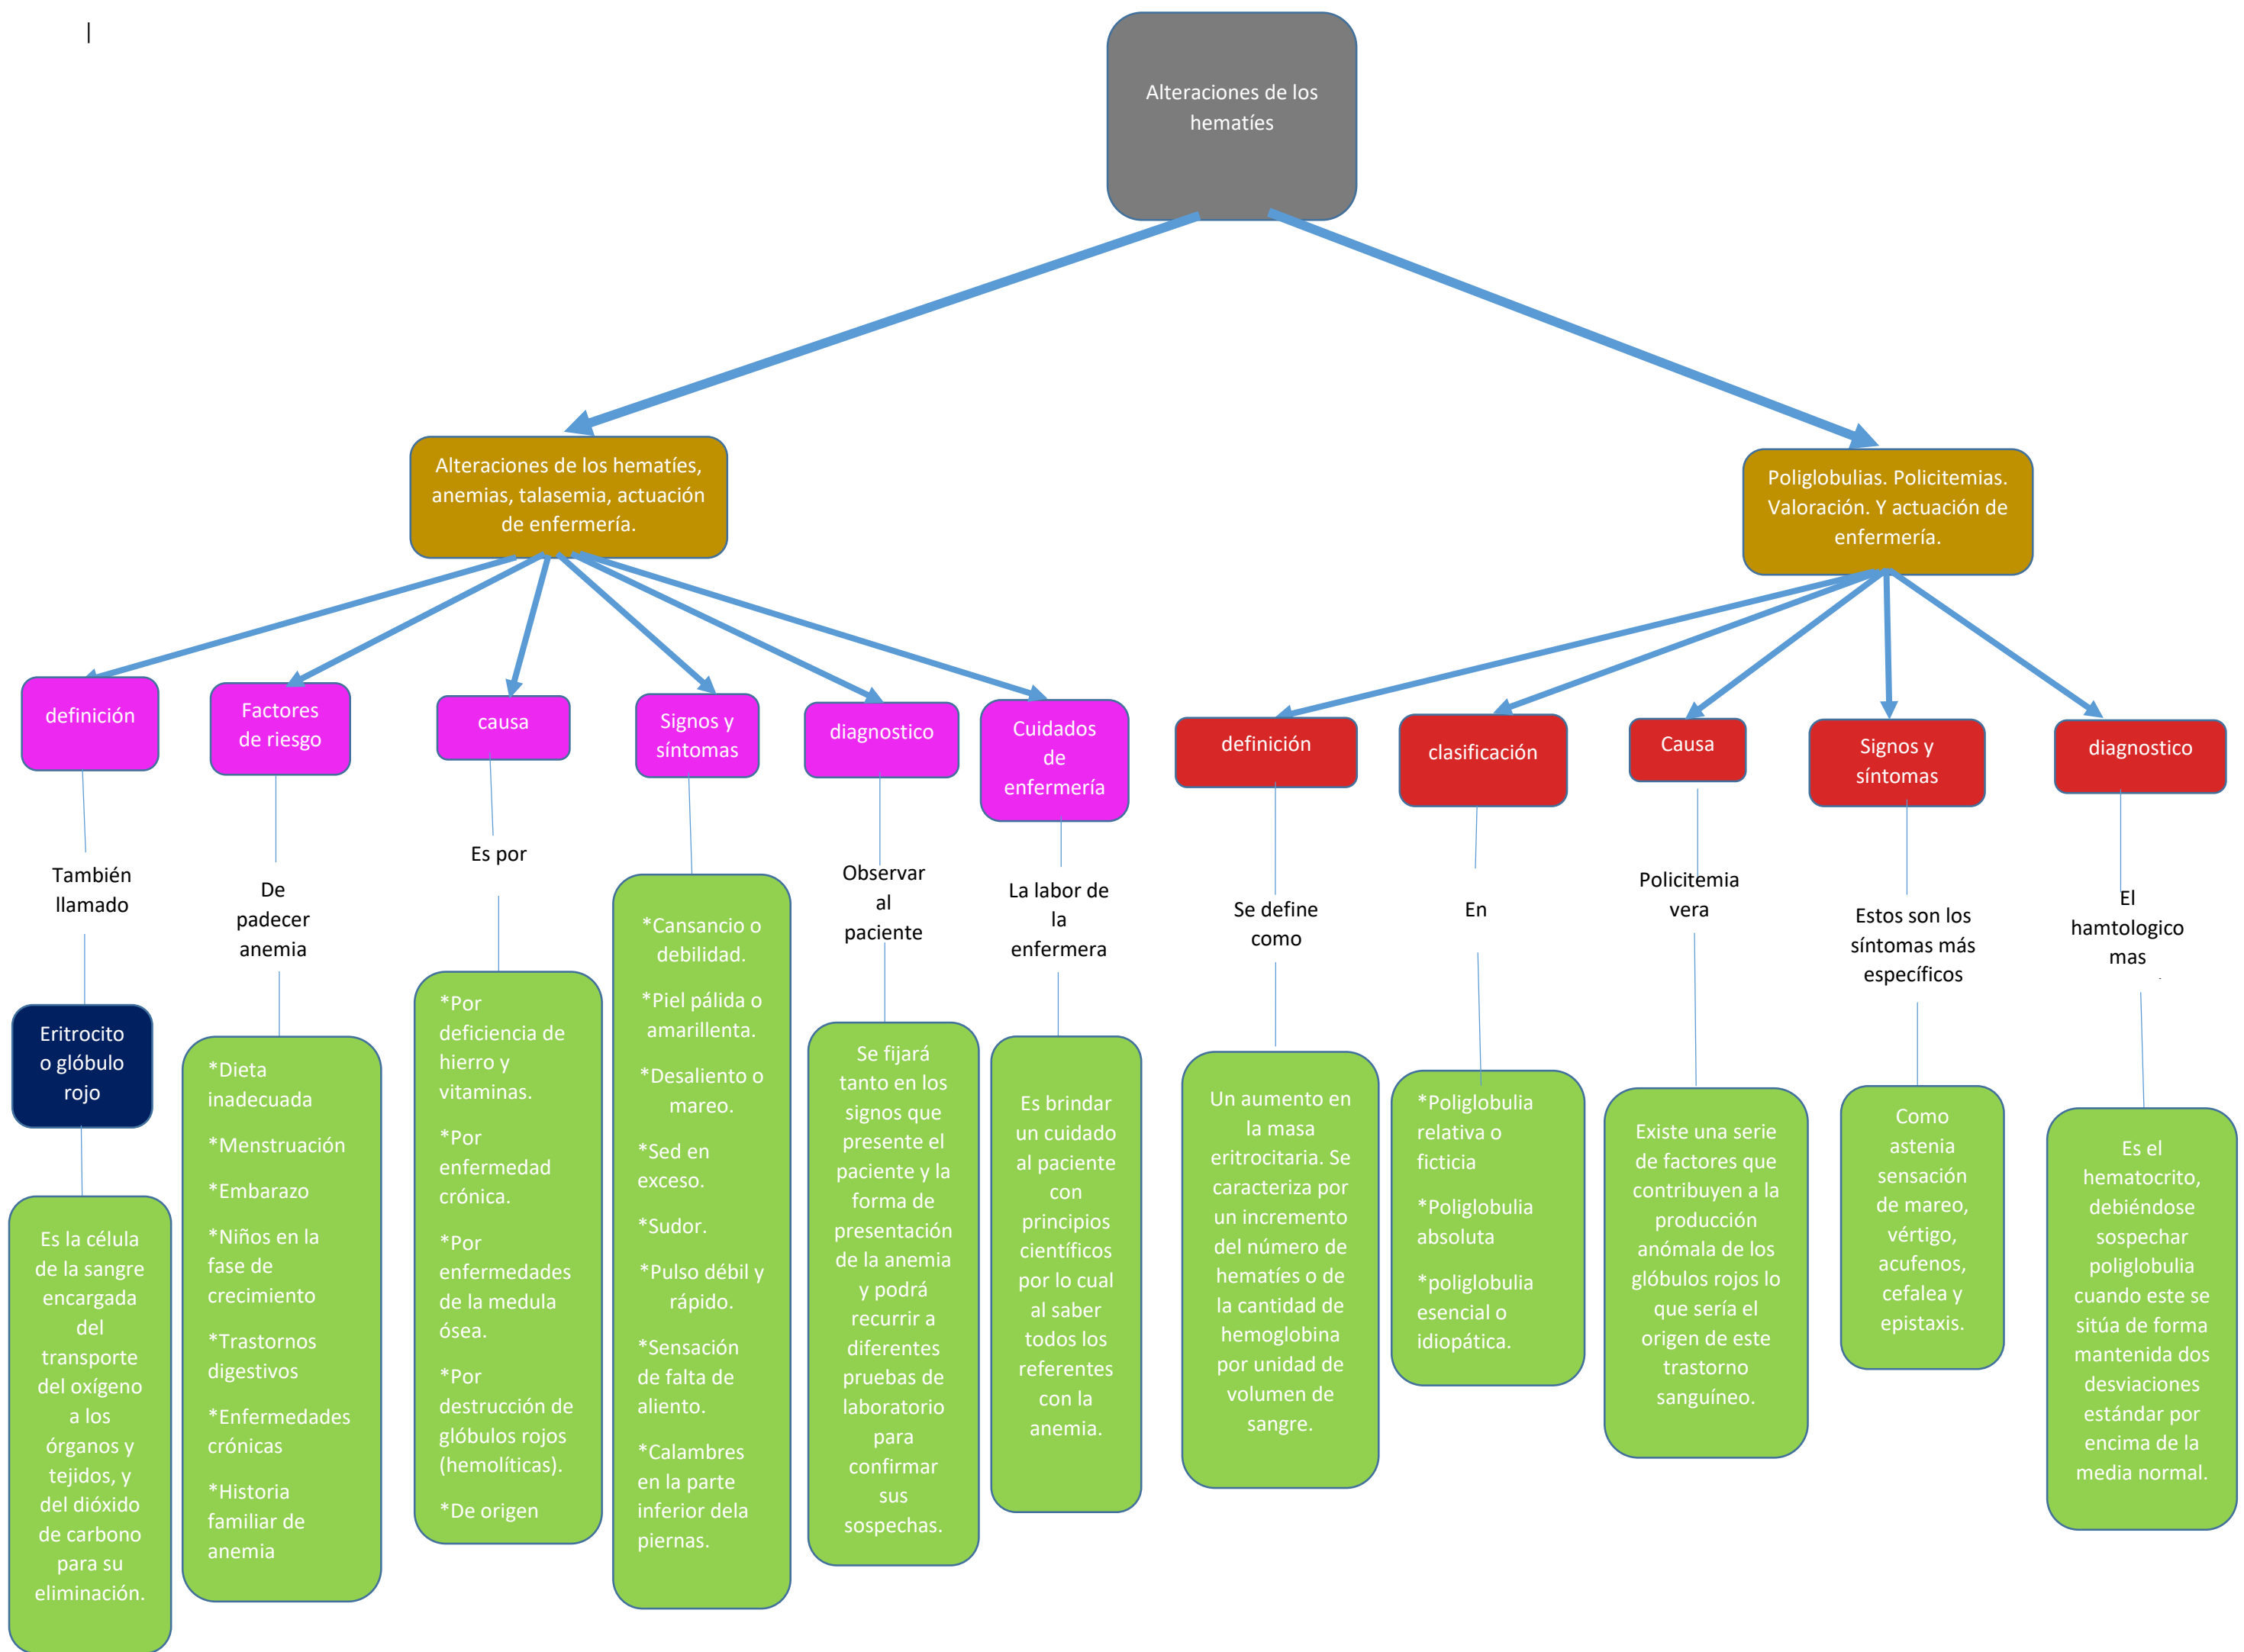 |
Alteraciones de los
hematíes
Alteraciones de los hematíes,
anemias, talasemia, actuación
de enfermería.
Poliglobulias. Policitemias.
Valoración. Y actuación de
enfermería.
definición
Factores
de riesgo
causa
Signos y
síntomas
diagnostico
Cuidados
de
enfermería
definición
clasificación
Causa
Signos y
síntomas
diagnostico
También
llamado
De
padecer
anemia
Es por
Observar
al
paciente
La labor de
la
enfermera
Se define
como
En
Policitemia
vera
Estos son los
síntomas más
específicos
El
hamtologico
mas
Eritrocito
o glóbulo
rojo
Es la célula
de la sangre
encargada
del
transporte
del oxígeno
a los
órganos y
tejidos, y
del dióxido
de carbono
para su
eliminación.
*Dieta
inadecuada
*Menstruación
*Embarazo
*Niños en la
fase de
crecimiento
*Trastornos
digestivos
*Enfermedades
crónicas
*Historia
familiar de
anemia
*Por
deficiencia de
hierro y
vitaminas.
*Por
enfermedad
crónica.
*Por
enfermedades
de la medula
ósea.
*Por
destrucción de
glóbulos rojos
(hemolíticas).
*De origen
*Cansancio o
debilidad.
*Piel pálida o
amarillenta.
*Desaliento o
mareo.
*Sed en
exceso.
*Sudor.
*Pulso débil y
rápido.
*Sensación
de falta de
aliento.
*Calambres
en la parte
inferior dela
piernas.
Se fijará
tanto en los
signos que
presente el
paciente y la
forma de
presentación
de la anemia
y podrá
recurrir a
diferentes
pruebas de
laboratorio
para
confirmar
sus
sospechas.
Es brindar
un cuidado
al paciente
con
principios
científicos
por lo cual
al saber
todos los
referentes
con la
anemia.
Un aumento en
la masa
eritrocitaria. Se
caracteriza por
un incremento
del número de
hematíes o de
la cantidad de
hemoglobina
por unidad de
volumen de
sangre.
*Poliglobulia
relativa o
ficticia
*Poliglobulia
absoluta
*poliglobulia
esencial o
idiopática.
Existe una serie
de factores que
contribuyen a la
producción
anómala de los
glóbulos rojos lo
que sería el
origen de este
trastorno
sanguíneo.
Como
astenia
sensación
de mareo,
vértigo,
acufenos,
cefalea y
epistaxis.
Es el
hematocrito,
debiéndose
sospechar
poliglobulia
cuando este se
sitúa de forma
mantenida dos
desviaciones
estándar por
encima de la
media normal.